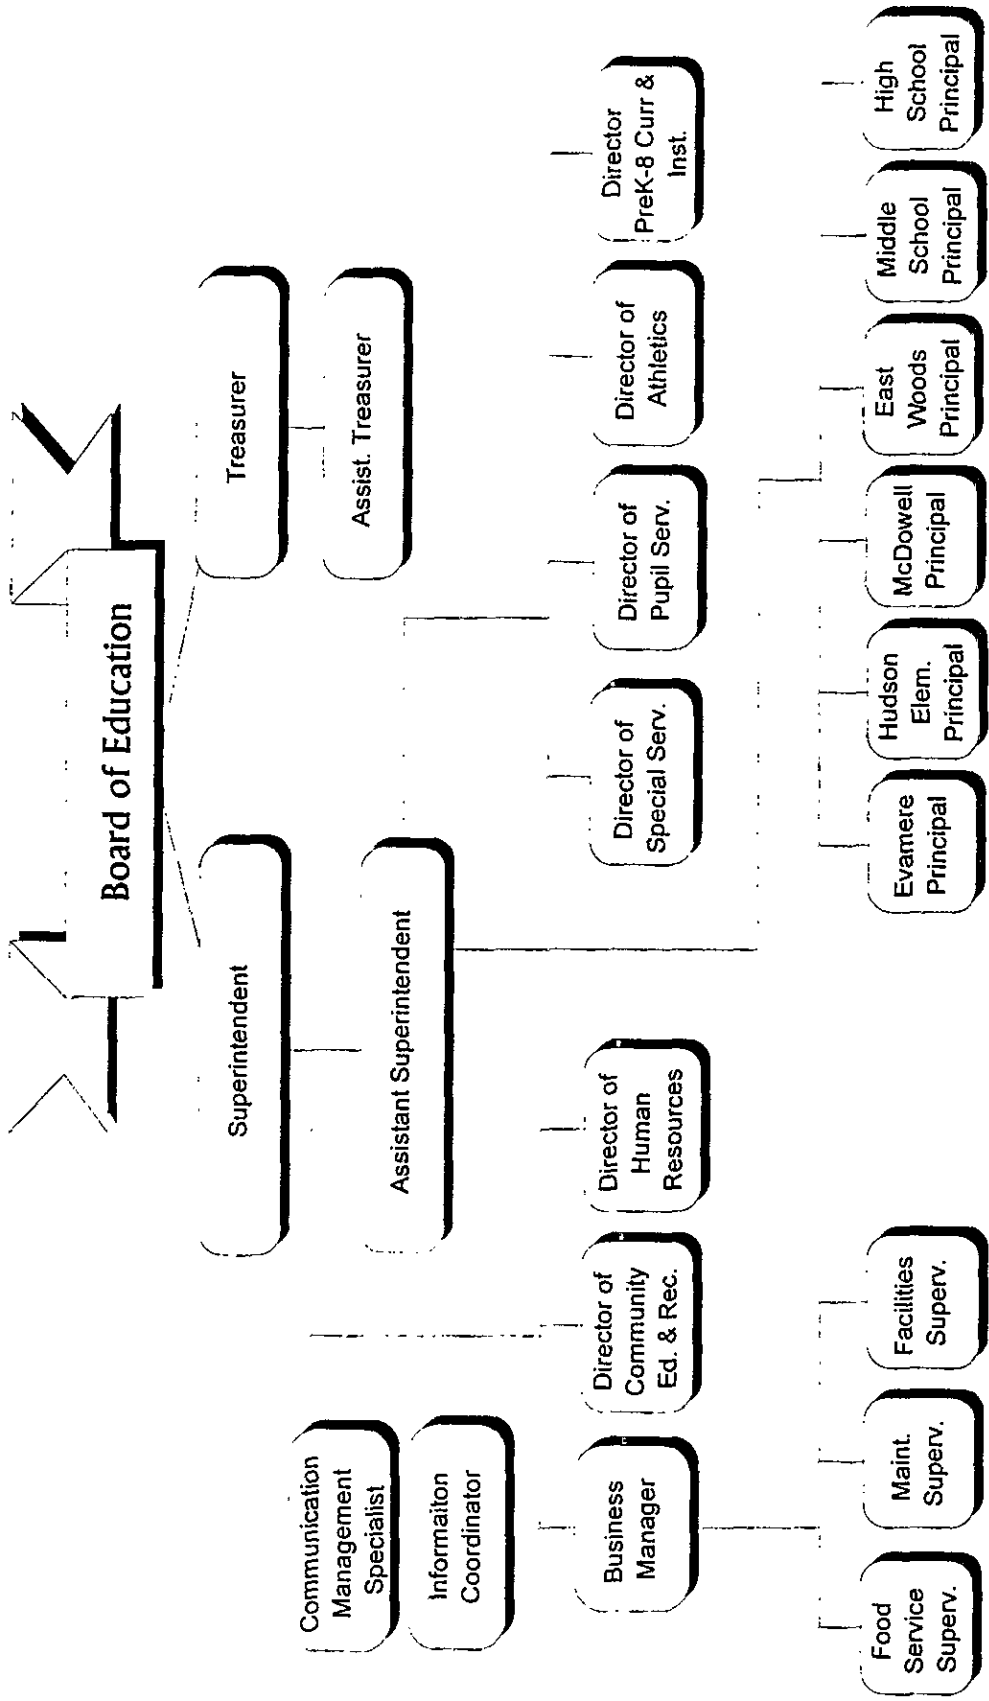 Board of Education
Superintendent
Treasurer
Assistant Superintendent
Assist. Treasurer
Communication
Management
Specialist
Informaiton
Coordinator
Business
Manager
Director of
Community
Ed. & Rec.
Director of
Human
Resources
Director of
Special Serv.
Director of
Pupil Serv.
Director of
Athletics
Director
PreK-8 Curr &
Inst.
Food
Service
Superv.
Maint.
Superv.
Facilities
Superv.
Evamere
Principal
Hudson
Elem.
Principal
McDowell
Principal
East
Woods
Principal
Middle
School
Principal
High
School
Principal